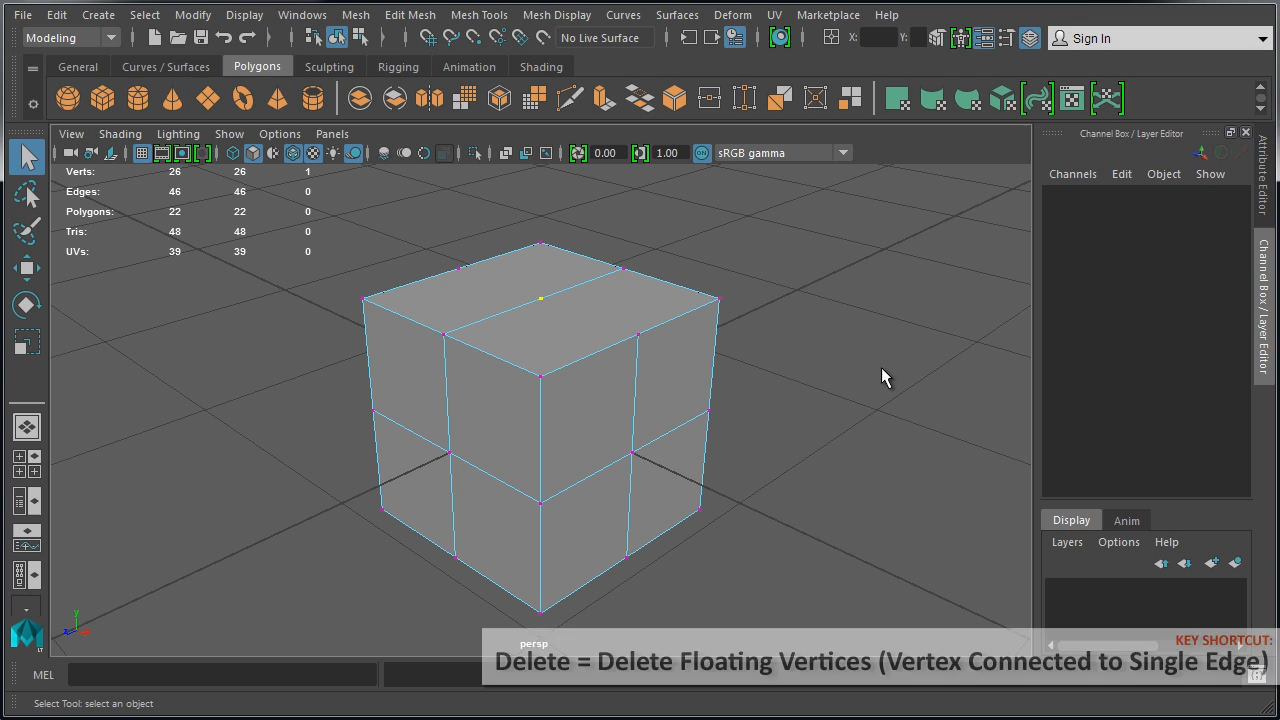 File Edit Create Select Modify Display Windows Mesh Edit Mesh Mesh Tools Mesh Display Curves Surfaces Deform UV Marketplace Help
Modeling No Live Surface X: Y: Sign In
General Curves / Surfaces Polygons Sculpting Rigging Animation Shading
View Shading Lighting Show Options Panels
0.00 1.00 ON sRGB gamma
Channel Box / Layer Editor
Channels Edit Object Show
Attribute Editor
Channel Box / Layer Editor
Verts: 26 26 1
Edges: 46 46 0
Polygons: 22 22 0
Tris: 48 48 0
UVs: 39 39 0
Display Anim
Layers Options Help
y
z x
LT
persp
KEY SHORTCUT:
Delete = Delete Floating Vertices (Vertex Connected to Single Edge)
MEL
Select Tool: select an object